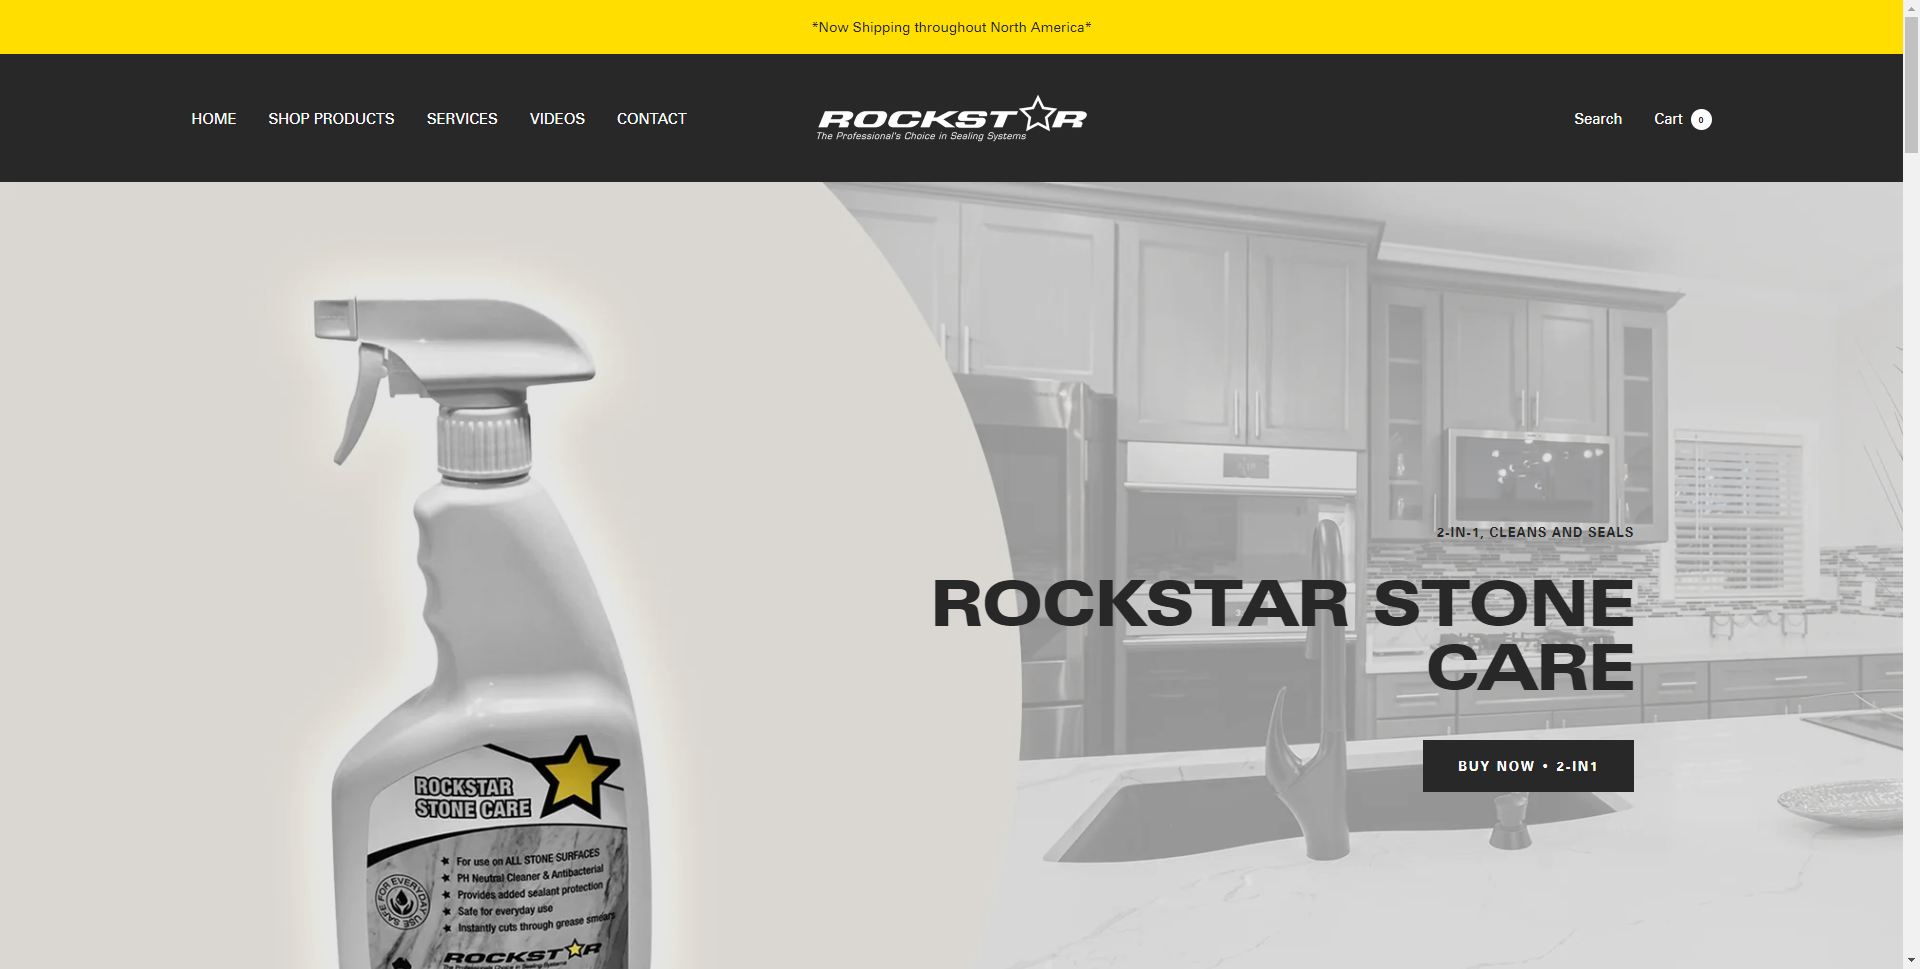 *Now Shipping throughout North America*
HOME SHOP PRODUCTS SERVICES VIDEOS CONTACT
ROCKSTAR
The Professional's Choice in Sealing Systems
Search Cart 0
2-IN-1, CLEANS AND SEALS
ROCKSTAR STONE
CARE
BUY NOW • 2-IN1
ROCKSTAR
STONE CARE
For use on ALL STONE SURFACES
PH Neutral Cleaner & Antibacterial
Provides added sealant protection
Safe for everyday use
Instantly cuts through grease smears
SAFE FOR EVERYDAY USE
ROCKSTAR
The Professionals Choice in Sealing Systems